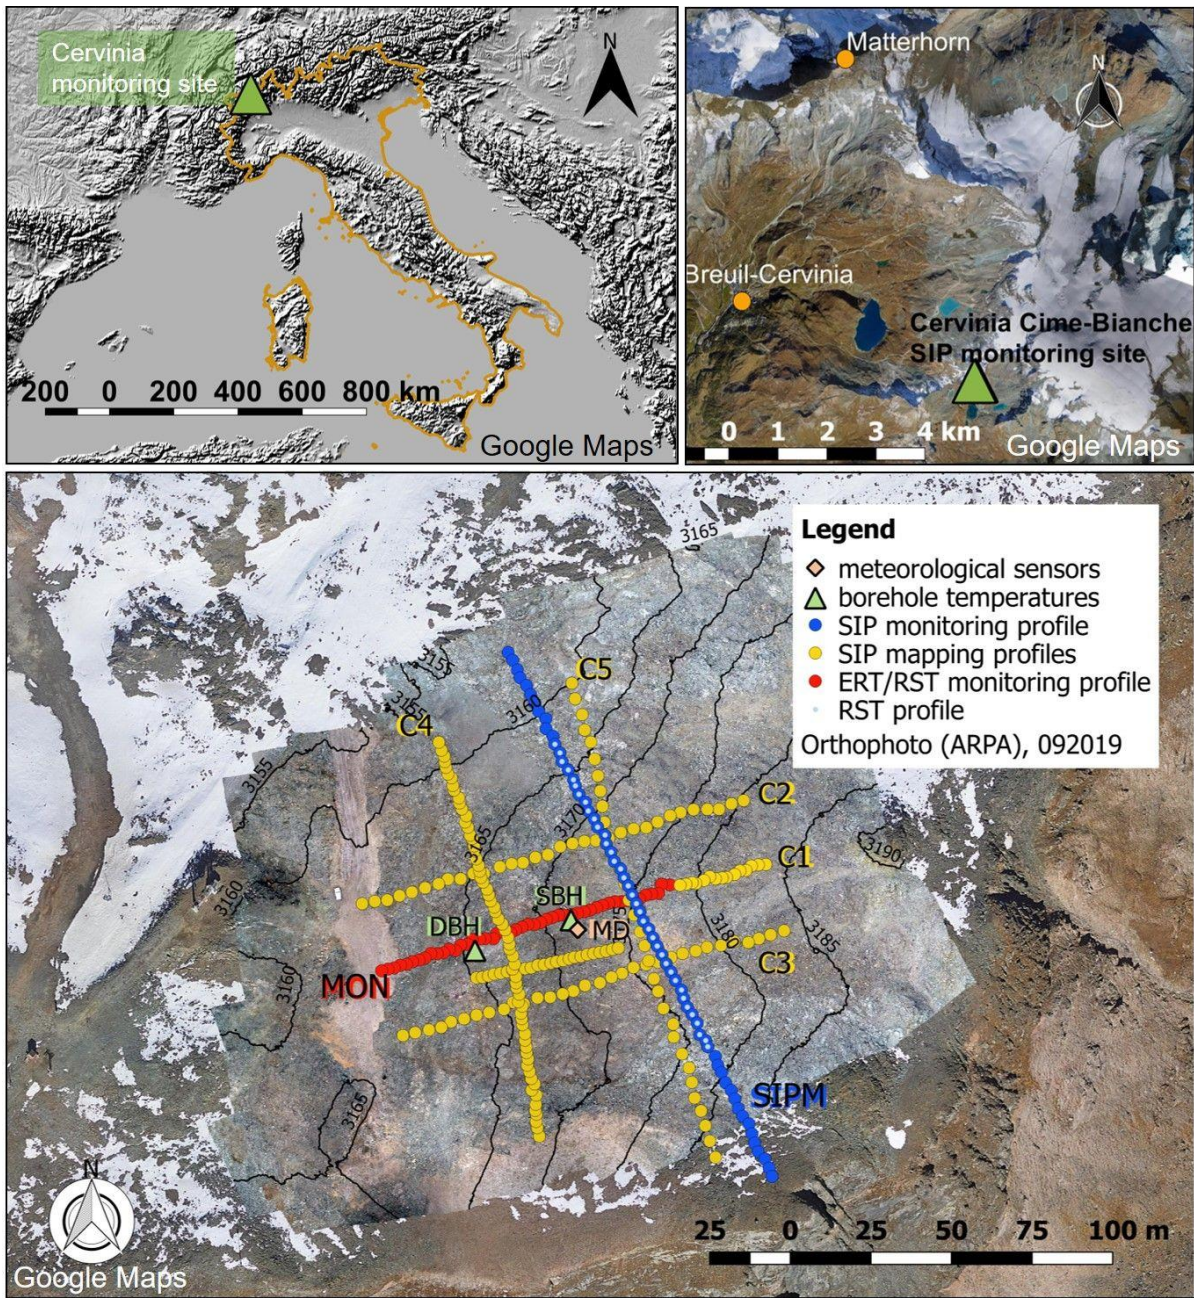 Cervinia
monitoring site
N
200 0 200 400 600 800 km
Google Maps
Matterhorn
N
Breuil-Cervinia
Cervinia Cime-Bianche
SIP monitoring site
0 1 2 3 4 km
Google Maps
Legend
meteorological sensors
borehole temperatures
SIP monitoring profile
SIP mapping profiles
ERT/RST monitoring profile
RST profile
Orthophoto (ARPA), 092019
3165
3155
3155
3160
C5
C4
3155
3170
3165
C2
C1
3190
3160
SBH
DBH
MD
3180
3185
C3
3160
MON
SIPM
3165
N
25 0 25 50 75 100 m
Google Maps